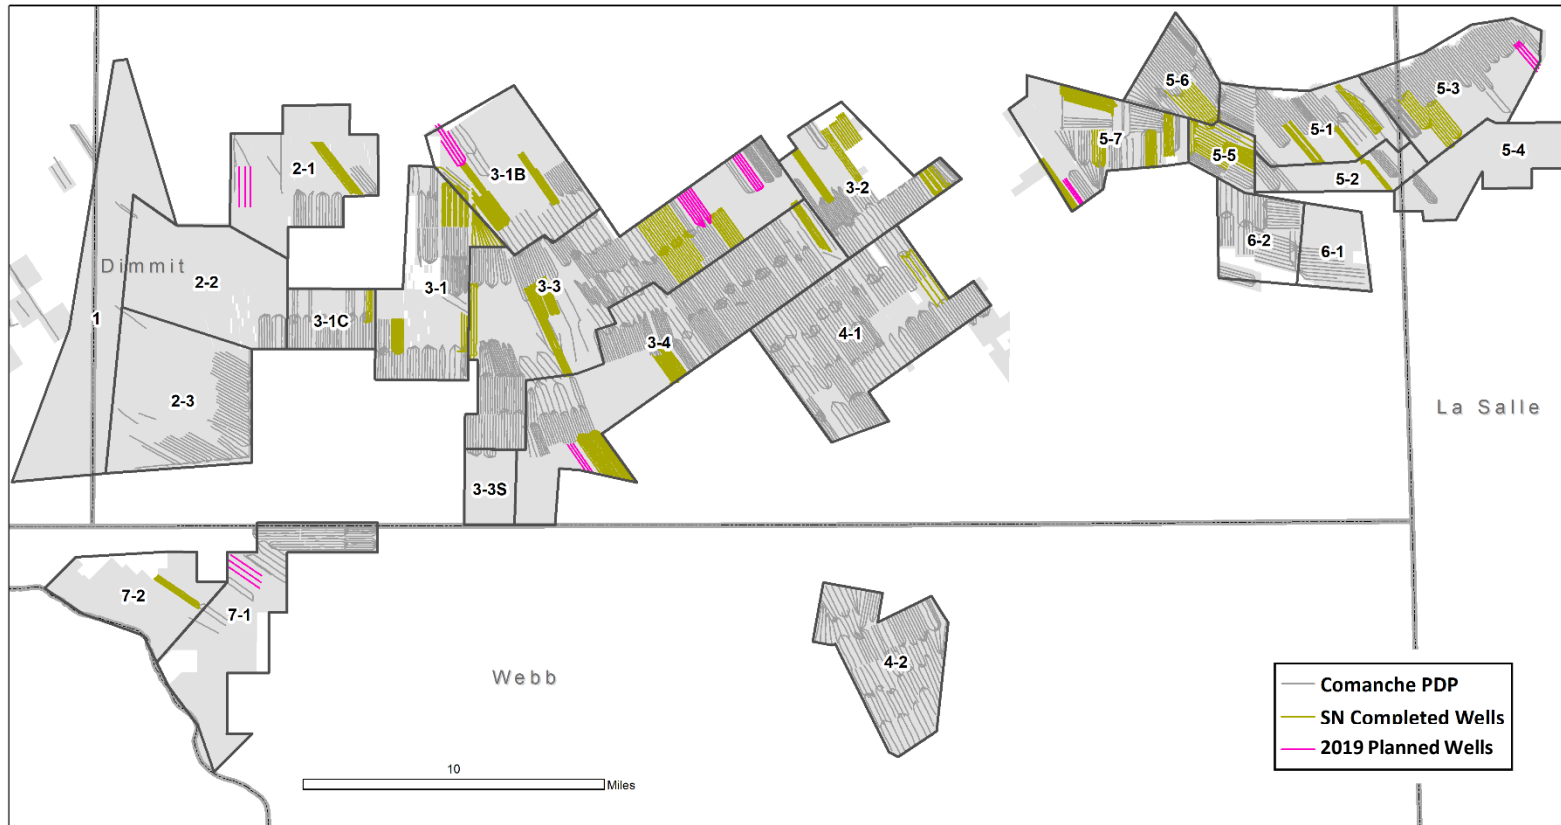 5-6
5-3
5-1
5-7
5-5
5-4
5-2
2-1
3-1B
3-2
6-2
6-1
Dimmit
2-2
3-1
3-3
1
3-1C
4-1
3-4
2-3
La Salle
3-3S
7-2
7-1
4-2
Webb
Comanche PDP
SN Completed Wells
2019 Planned Wells
10
Miles